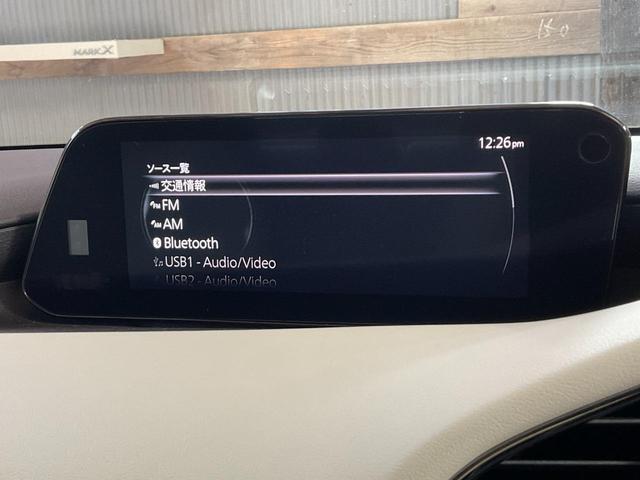 MARK X
150
12:26pm
ソース一覧
交通情報
FM
AM
Bluetooth
USB1 - Audio/Video
USB2 - Audio/Video